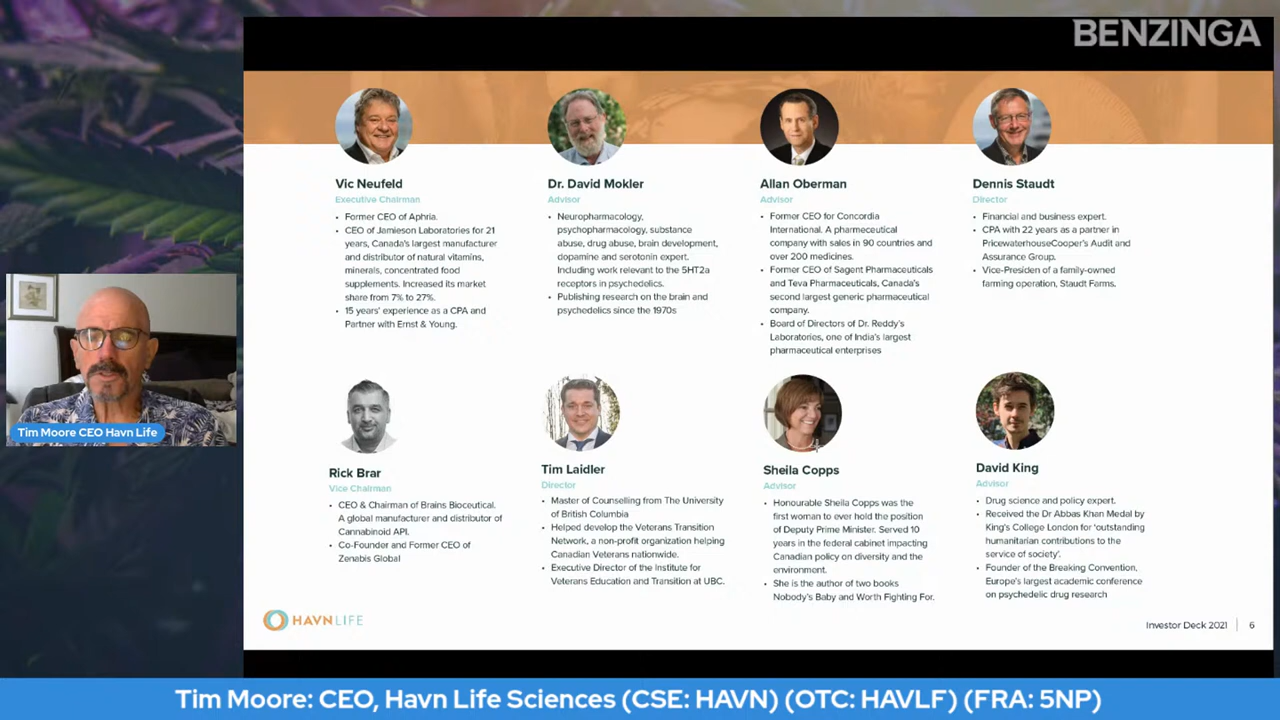 BENZINGA
Vic Neufeld
Executive Chairman
• Former CEO of Aphria.
• CEO of Jamieson Laboratories for 21
years, Canada's largest manufacturer
and distributor of natural vitamins,
minerals, concentrated food
supplements. Increased its market
share from 7% to 27%.
• 15 years' experience as a CPA and
Partner with Ernst & Young.
Dr. David Mokler
Advisor
• Neuropharmacology,
psychopharmacology, substance
abuse, drug abuse, brain development,
dopamine and serotonin expert.
Including work relevant to the 5HT2a
receptors in psychedelics.
• Publishing research on the brain and
psychedelics since the 1970s
Allan Oberman
Advisor
• Former CEO for Concordia
International. A pharmeceutical
company with sales in 90 countries and
over 200 medicines.
• Former CEO of Sagent Pharmaceuticals
and Teva Pharmaceuticals, Canada's
second largest generic pharmaceutical
company.
• Board of Directors of Dr. Reddy's
Laboratories, one of India's largest
pharmaceutical enterprises
Dennis Staudt
Director
• Financial and business expert.
• CPA with 22 years as a partner in
PricewaterhouseCooper's Audit and
Assurance Group.
• Vice-Presiden of a family-owned
farming operation, Staudt Farms.
Rick Brar
Vice Chairman
• CEO & Chairman of Brains Bioceutical.
A global manufacturer and distributor of
Cannabinoid API.
• Co-Founder and Former CEO of
Zenabis Global
Tim Laidler
Director
• Master of Counselling from The University
of British Columbia
• Helped develop the Veterans Transition
Network, a non-profit organization helping
Canadian Veterans nationwide.
• Executive Director of the Institute for
Veterans Education and Transition at UBC.
Sheila Copps
Advisor
• Honourable Sheila Copps was the
first woman to ever hold the position
of Deputy Prime Minister. Served 10
years in the federal cabinet impacting
Canadian policy on diversity and the
environment.
• She is the author of two books
Nobody's Baby and Worth Fighting For.
David King
Advisor
• Drug science and policy expert.
• Received the Dr Abbas Khan Medal by
King's College London for 'outstanding
humanitarian contributions to the
service of society'.
• Founder of the Breaking Convention,
Europe's largest academic conference
on psychedelic drug research
Tim Moore CEO Havn Life
HAVN LIFE
Investor Deck 2021 | 6
Tim Moore: CEO, Havn Life Sciences (CSE: HAVN) (OTC: HAVLF) (FRA: 5NP)